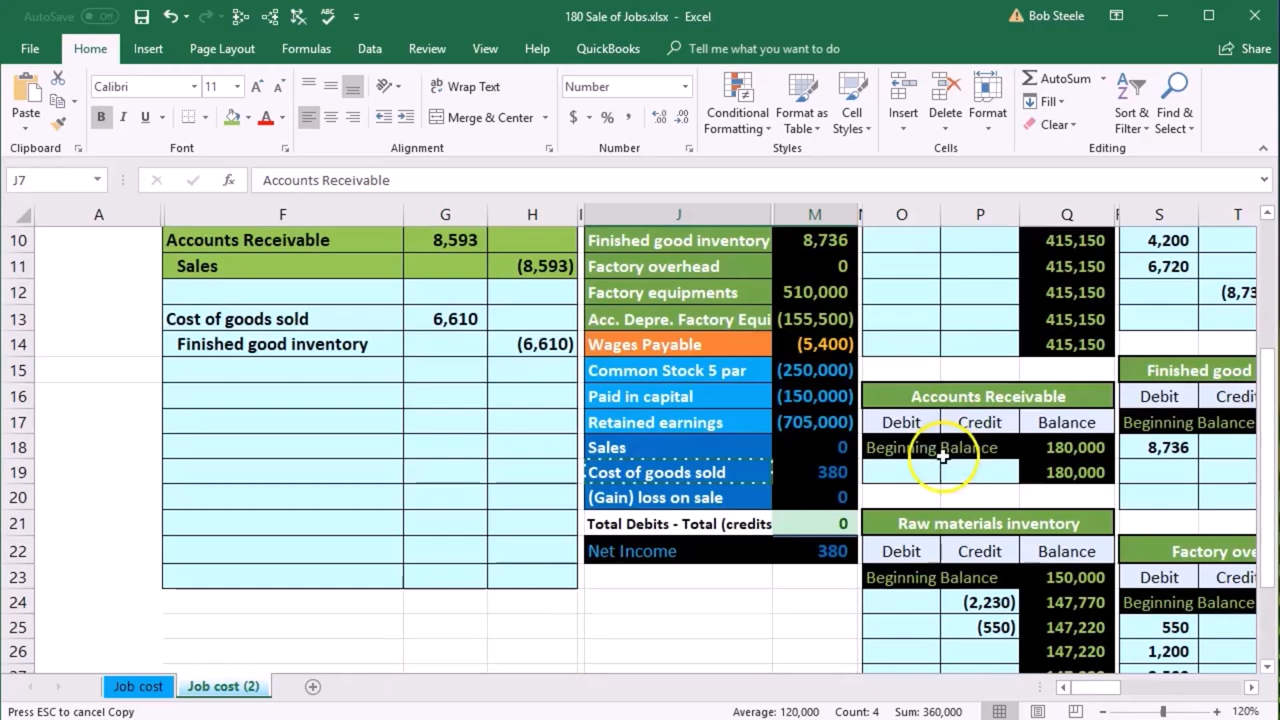 AutoSave Off 180 Sale of Jobs.xlsx - Excel Bob Steele
File Home Insert Page Layout Formulas Data Review View Help QuickBooks Tell me what you want to do Share
Calibri 11 Wrap Text Number AutoSum
Paste Fill
B I U Merge & Center $ % Conditional Formatting Format as Table Cell Styles Insert Delete Format Clear Sort & Filter Find & Select
Clipboard Font Alignment Number Styles Cells Editing
J7 fx Accounts Receivable
A F G H J M O P Q S T
10 Accounts Receivable 8,593 Finished good inventory 8,736 415,150 4,200
11 Sales (8,593) Factory overhead 0 415,150 6,720
12 Factory equipments 510,000 415,150 (8,73
13 Cost of goods sold 6,610 Acc. Depre. Factory Equi (155,500) 415,150
14 Finished good inventory (6,610) Wages Payable (5,400) 415,150
15 Common Stock 5 par (250,000) Finished good
16 Paid in capital (150,000) Accounts Receivable Debit Credit
17 Retained earnings (705,000) Debit Credit Balance Beginning Balance
18 Sales 0 Beginning Balance 180,000 8,736
19 Cost of goods sold 380 180,000
20 (Gain) loss on sale 0
21 Total Debits - Total (credits 0 Raw materials inventory
22 Net Income 380 Debit Credit Balance Factory ove
23 Beginning Balance 150,000 Debit Credit
24 (2,230) 147,770 Beginning Balance
25 (550) 147,220 550
26 147,220 1,200
Job cost Job cost (2)
Press ESC to cancel Copy Average: 120,000 Count: 4 Sum: 360,000 120%